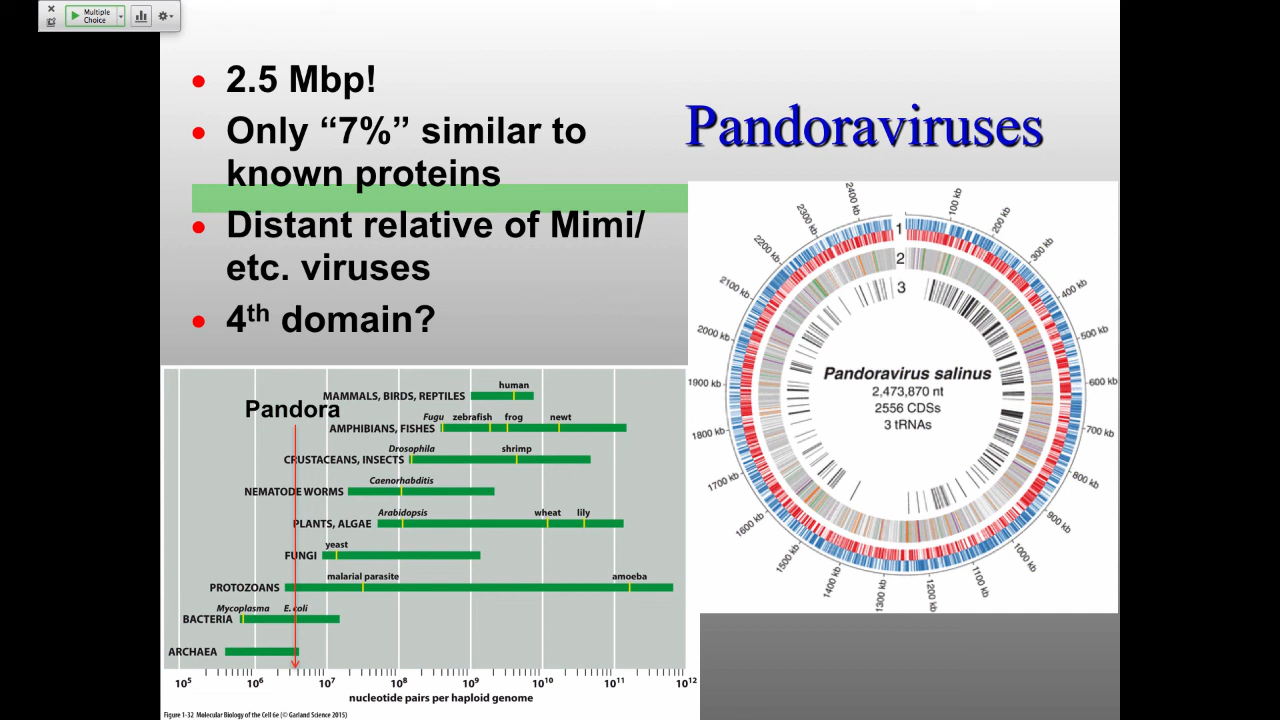 Multiple
Choice
• 2.5 Mbp!
• Only “7%” similar to
known proteins
• Distant relative of Mimi/
etc. viruses
• 4th domain?
Pandoraviruses
Pandora
human
MAMMALS, BIRDS, REPTILES
Fugu zebrafish frog newt
AMPHIBIANS, FISHES
Drosophila shrimp
CRUSTACEANS, INSECTS
Caenorhabditis
NEMATODE WORMS
Arabidopsis wheat lily
PLANTS, ALGAE
yeast
FUNGI
malarial parasite amoeba
PROTOZOANS
Mycoplasma E. coli
BACTERIA
ARCHAEA
10⁵ 10⁶ 10⁷ 10⁸ 10⁹ 10¹⁰ 10¹¹ 10¹²
nucleotide pairs per haploid genome
Figure 1-32 Molecular Biology of the Cell 6e (© Garland Science 2015)
1
2
3
100 kb
200 kb
300 kb
400 kb
500 kb
600 kb
700 kb
800 kb
900 kb
1000 kb
1100 kb
1200 kb
1300 kb
1400 kb
1500 kb
1600 kb
1700 kb
1800 kb
1900 kb
2000 kb
2100 kb
2200 kb
2300 kb
2400 kb
Pandoravirus salinus
2,473,870 nt
2556 CDSs
3 tRNAs